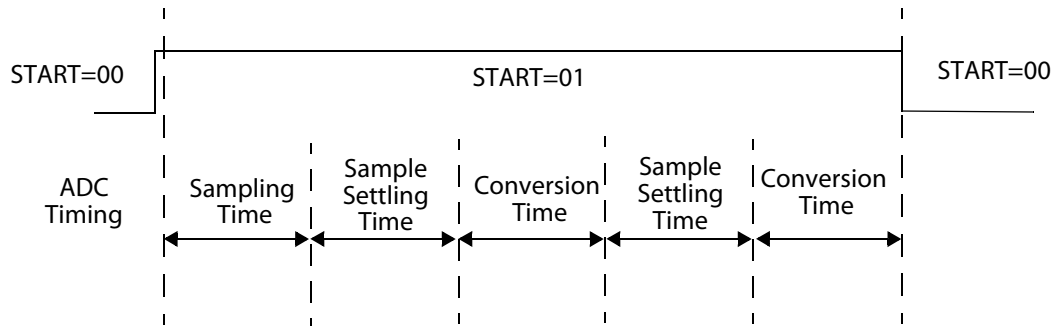 START=00
START=01
START=00
ADC
Timing
Sampling
Time
Sample
Settling
Time
Conversion
Time
Sample
Settling
Time
Conversion
Time